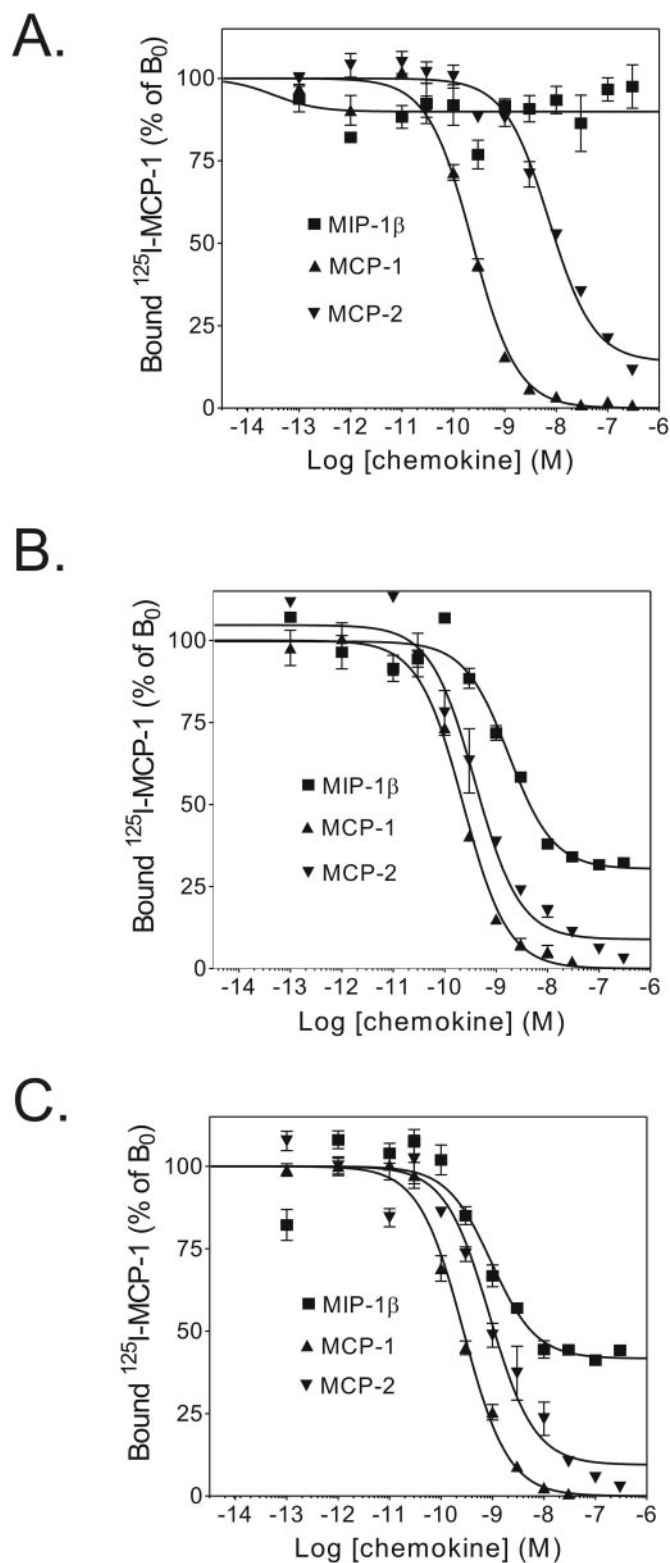 A.
Bound ¹²⁵I-MCP-1 (% of B₀)
100
75
50
25
0
MIP-1β
MCP-1
MCP-2
-14 -13 -12 -11 -10 -9 -8 -7 -6
Log [chemokine] (M)
B.
Bound ¹²⁵I-MCP-1 (% of B₀)
100
75
50
25
0
MIP-1β
MCP-1
MCP-2
-14 -13 -12 -11 -10 -9 -8 -7 -6
Log [chemokine] (M)
C.
Bound ¹²⁵I-MCP-1 (% of B₀)
100
75
50
25
0
MIP-1β
MCP-1
MCP-2
-14 -13 -12 -11 -10 -9 -8 -7 -6
Log [chemokine] (M)